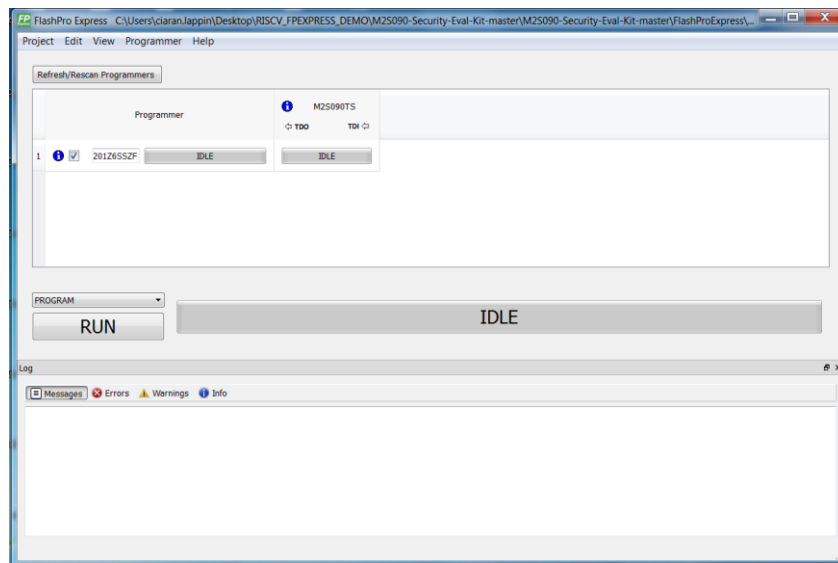 FP FlashPro Express C:\Users\ciaran.lappin\Desktop\RISCV_FPEXPRESS_DEMO\M2S090-Security-Eval-Kit-master\M2S090-Security-Eval-Kit-master\FlashProExpress\...
Project Edit View Programmer Help
Refresh/Rescan Programmers
Programmer
M2S090TS
TDO TDI
1 201Z6SSZF IDLE IDLE
PROGRAM
RUN
IDLE
Log
Messages Errors Warnings Info